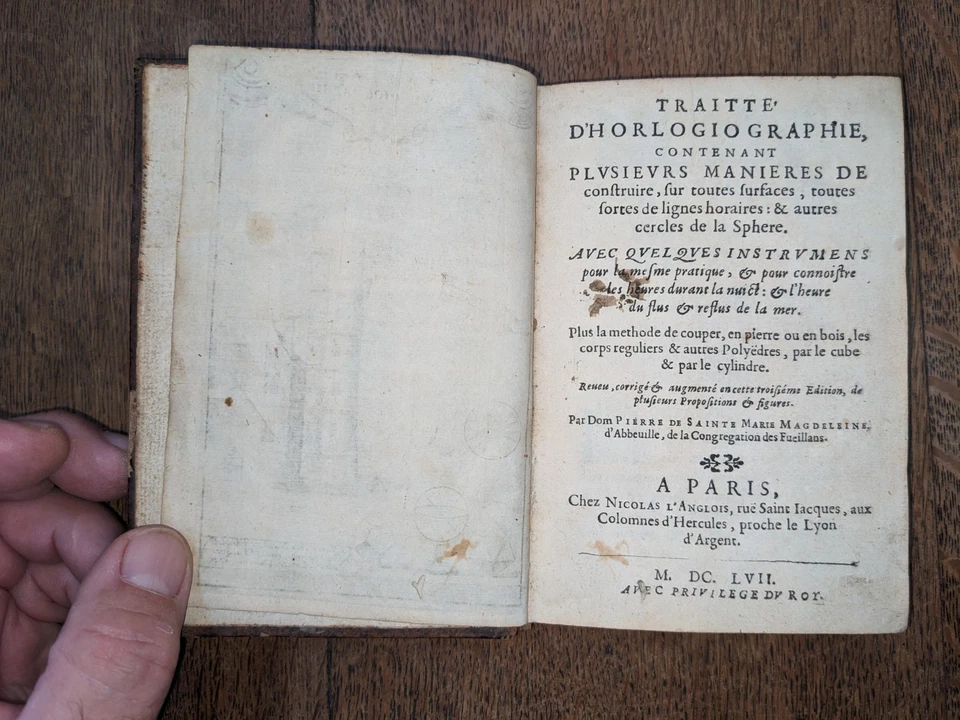 TRAITTE'
D'HORLOGIOGRAPHIE,
CONTENANT
PLVSIEVRS MANIERES DE
construire, sur toutes surfaces, toutes
sortes de lignes horaires : & autres
cercles de la Sphere.
AVEC QVELQVES INSTRVMENS
pour la mesme pratique, & pour connoistre
les heures durant la nuict : & l'heure
du flus & reflus de la mer.
Plus la methode de couper, en pierre ou en bois, les
corps reguliers & autres Polyëdres, par le cube
& par le cylindre.
Reueu, corrigé & augmenté en cette troisiéme Edition, de
plusieurs Propositions & figures.
Par Dom PIERRE DE SAINTE MARIE MAGDELEINE,
d'Abbeuille, de la Congregation des Fueillans.
A PARIS,
Chez NICOLAS L'ANGLOIS, ruë Saint Iacques, aux
Colomnes d'Hercules, proche le Lyon
d'Argent.
M. DC. LVII.
AVEC PRIVILEGE DV ROY.